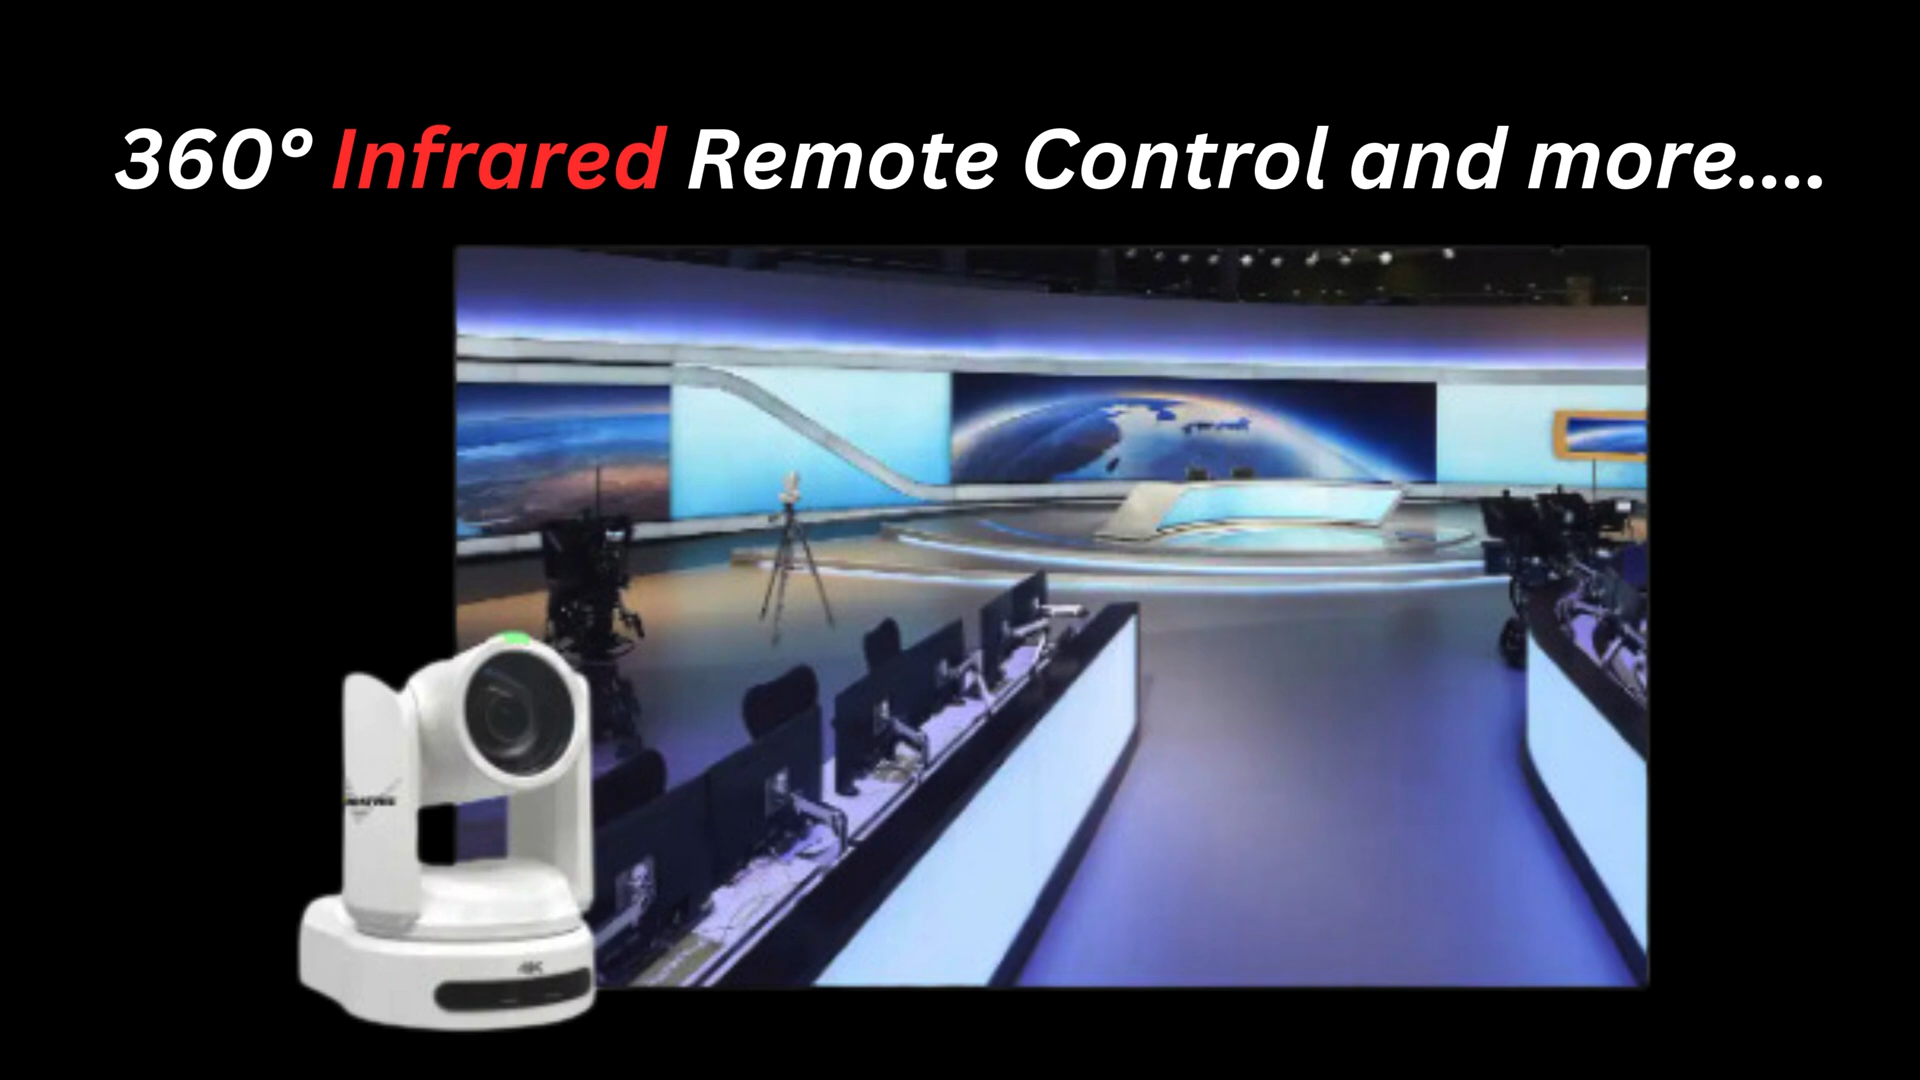 360° Infrared Remote Control and more....
4K